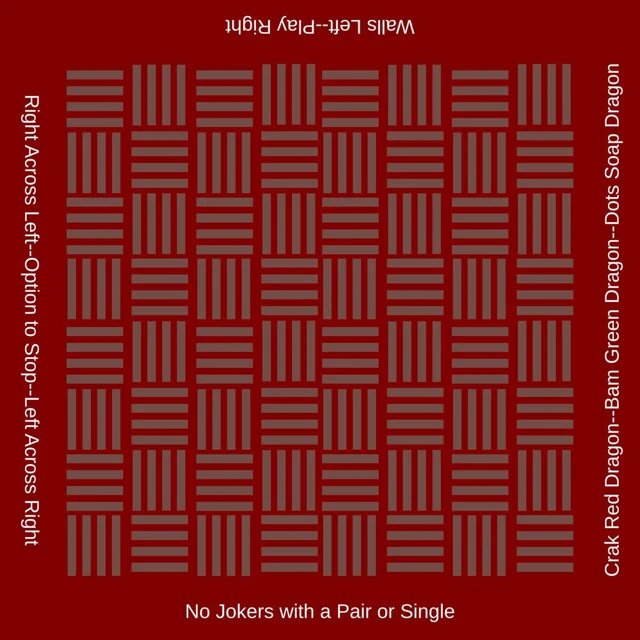 Walls Left--Play Right
Right Across Left--Option to Stop--Left Across Right
Crak Red Dragon--Bam Green Dragon--Dots Soap Dragon
No Jokers with a Pair or Single